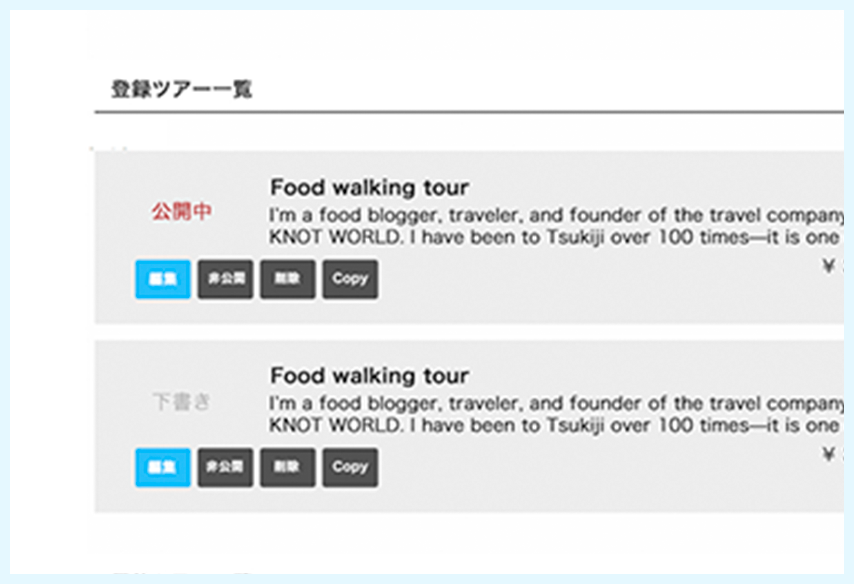 登録ツアー一覧
公開中
Food walking tour
I'm a food blogger, traveler, and founder of the travel company
KNOT WORLD. I have been to Tsukiji over 100 times—it is one
¥
編集
非公開
削除
Copy
下書き
Food walking tour
I'm a food blogger, traveler, and founder of the travel company
KNOT WORLD. I have been to Tsukiji over 100 times—it is one
¥
編集
非公開
削除
Copy